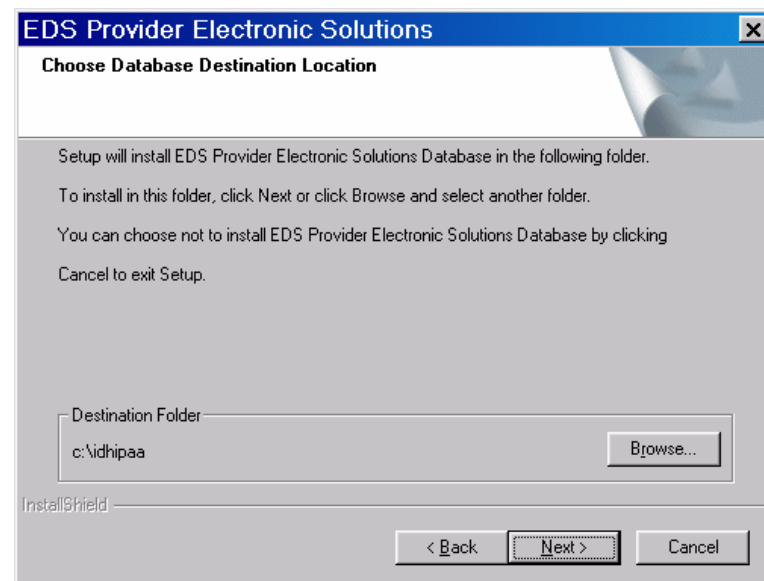 EDS Provider Electronic Solutions
Choose Database Destination Location
Setup will install EDS Provider Electronic Solutions Database in the following folder.
To install in this folder, click Next or click Browse and select another folder.
You can choose not to install EDS Provider Electronic Solutions Database by clicking
Cancel to exit Setup.
Destination Folder
c:\idhipaa
Browse...
InstallShield
< Back
Next >
Cancel